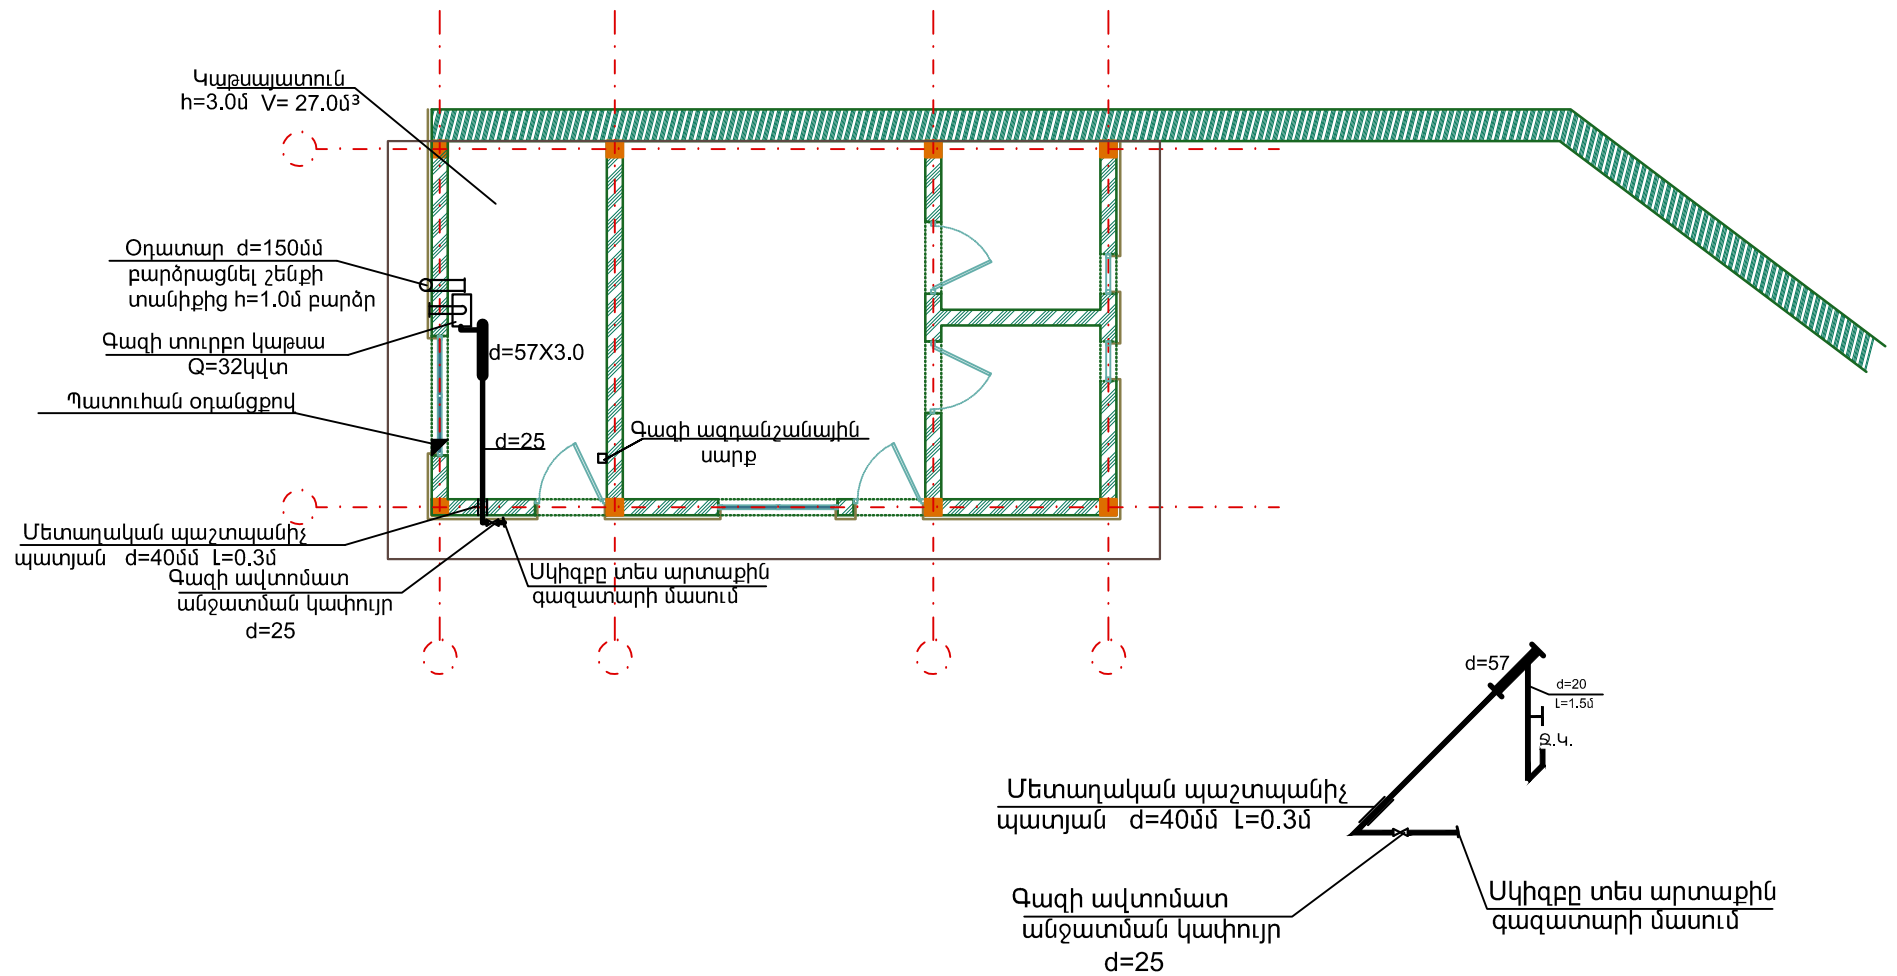 Կաթսայատուն
h=3.0մ V= 27.0մ³
Օդատար d=150մմ
բարձրացնել շենքի
տանիքից h=1.0մ բարձր
Գազի տուրբո կաթսա
Q=32կվտ
Պատուհան օդանցքով
d=57X3.0
d=25
Գազի ազդանշանային
սարք
Մետաղական պաշտպանիչ
պատյան d=40մմ Լ=0.3մ
Գազի ավտոմատ
անջատման կափույր
d=25
Սկիզբը տես արտաքին
գազատարի մասում
d=57
d=20
Լ=1.5մ
Ջ.Կ.
Մետաղական պաշտպանիչ
պատյան d=40մմ Լ=0.3մ
Գազի ավտոմատ
անջատման կափույր
d=25
Սկիզբը տես արտաքին
գազատարի մասում